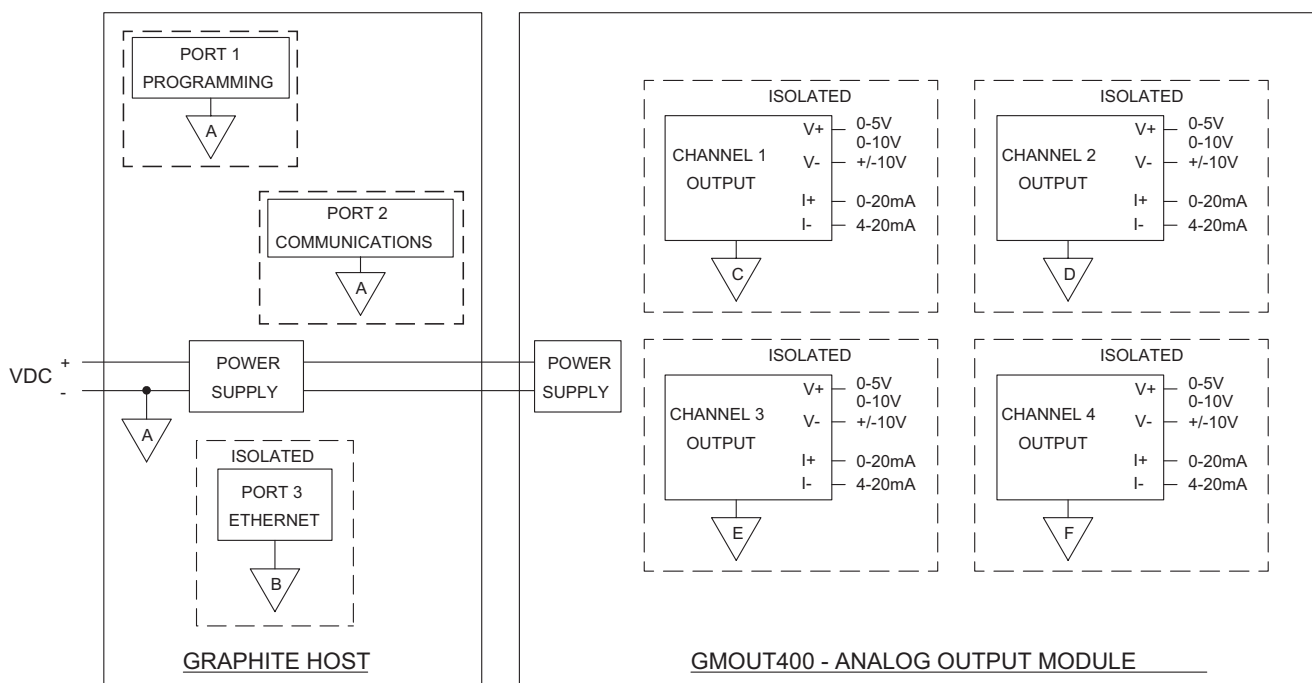 PORT 1
PROGRAMMING
A
PORT 2
COMMUNICATIONS
A
VDC
+
-
A
POWER
SUPPLY
ISOLATED
PORT 3
ETHERNET
B
GRAPHITE HOST
POWER
SUPPLY
ISOLATED
CHANNEL 1
OUTPUT
V+ 0-5V
0-10V
V- +/-10V
I+ 0-20mA
I- 4-20mA
C
ISOLATED
CHANNEL 2
OUTPUT
V+ 0-5V
0-10V
V- +/-10V
I+ 0-20mA
I- 4-20mA
D
ISOLATED
CHANNEL 3
OUTPUT
V+ 0-5V
0-10V
V- +/-10V
I+ 0-20mA
I- 4-20mA
E
ISOLATED
CHANNEL 4
OUTPUT
V+ 0-5V
0-10V
V- +/-10V
I+ 0-20mA
I- 4-20mA
F
GMOUT400 - ANALOG OUTPUT MODULE